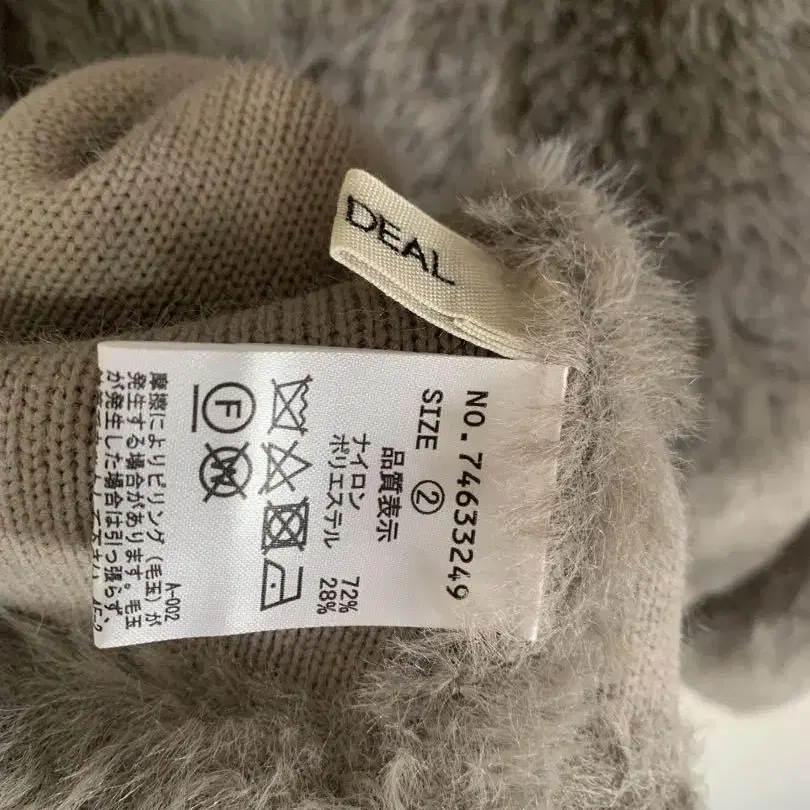 DEAL
NO.74633249
SIZE ②
品質表示
ナイロン 72%
ポリエステル 28%
F
W
A-002
摩擦によりピリング(毛玉)が
発生する場合があります。毛玉
が発生した場合は引っ張らず、